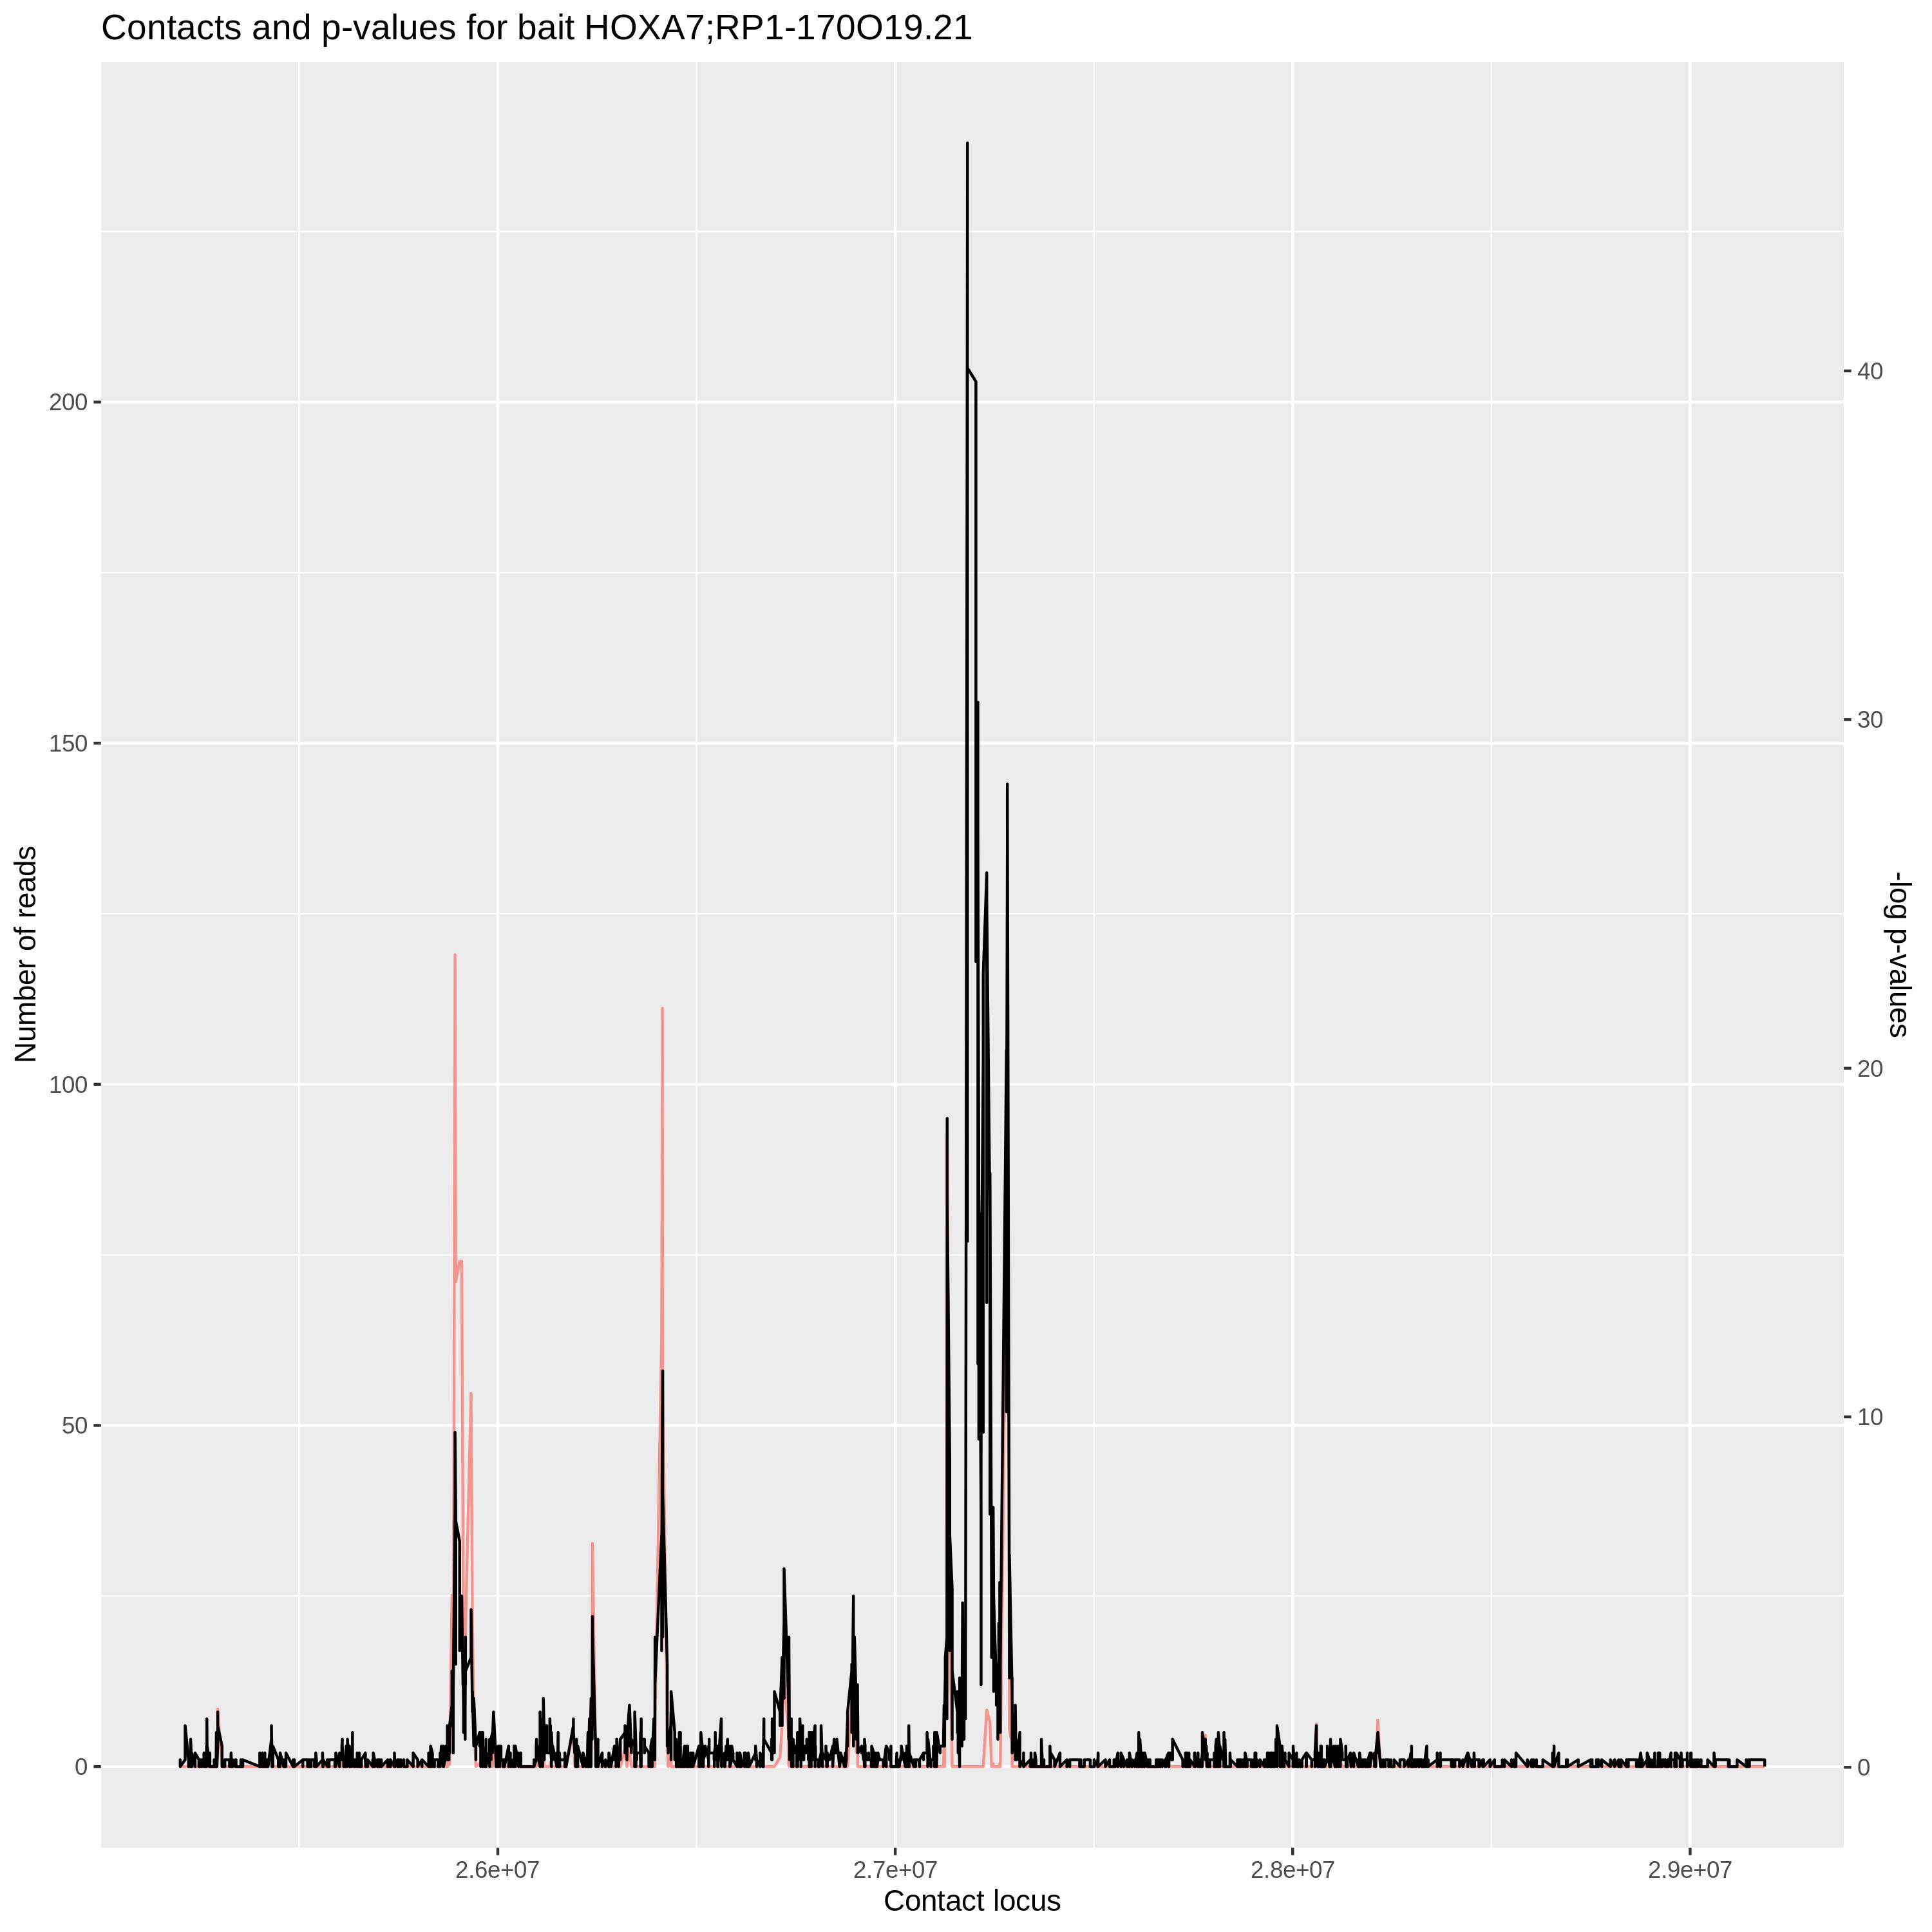 Contacts and p-values for bait HOXA7;RP1-170O19.21
Number of reads
200
150
100
50
0
40
30
20
10
0
-log p-values
2.6e+07
2.7e+07
2.8e+07
2.9e+07
Contact locus